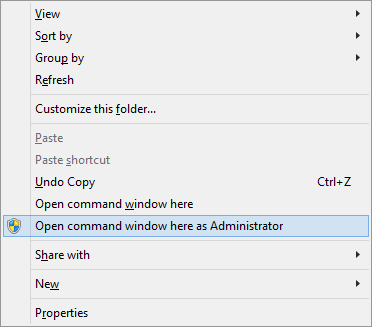 View
Sort by
Group by
Refresh
Customize this folder...
Paste
Paste shortcut
Undo Copy Ctrl+Z
Open command window here
Open command window here as Administrator
Share with
New
Properties